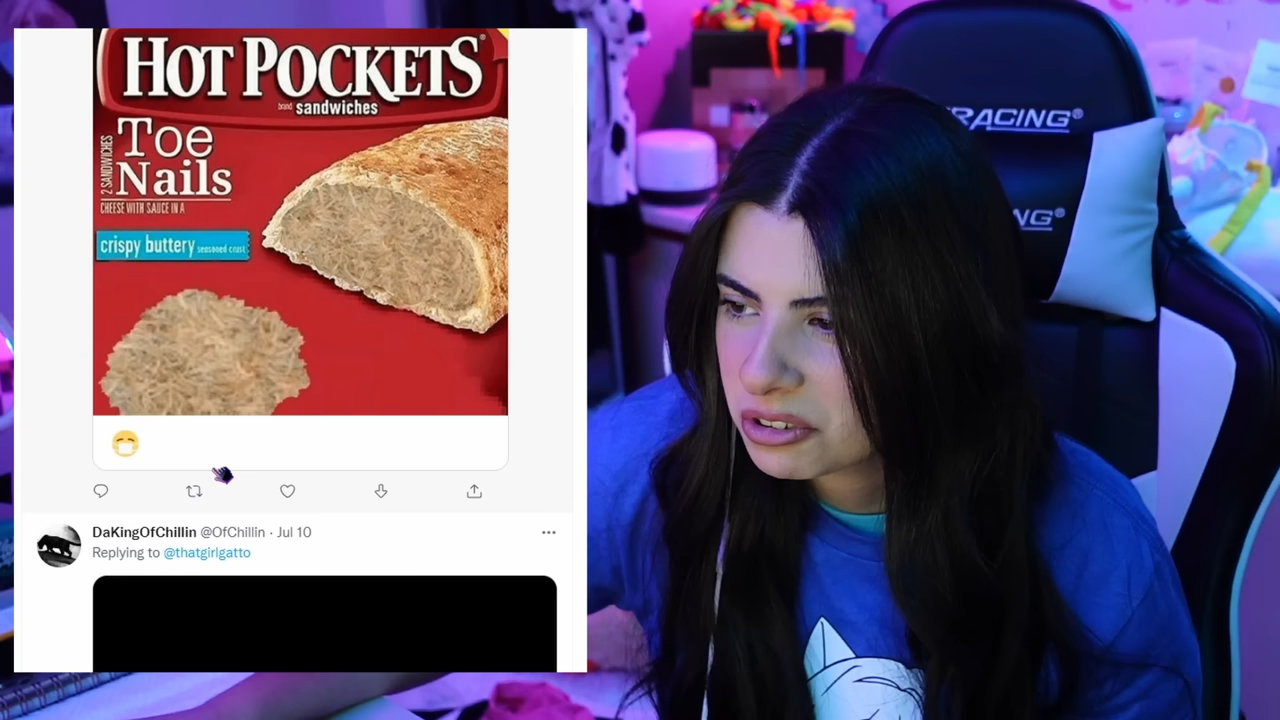 HOT POCKETS®
brand sandwiches
2 SANDWICHES
Toe
Nails
CHEESE WITH SAUCE IN A
crispy buttery seasoned crust
DaKingOfChillin @OfChillin · Jul 10
Replying to @thatgirlgatto
RACING®
NG®